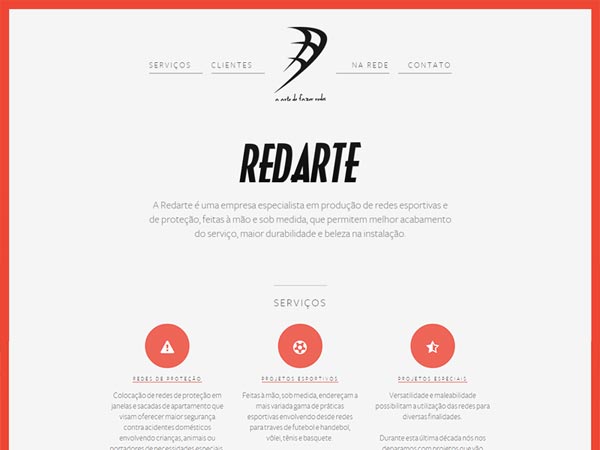 SERVIÇOS CLIENTES NA REDE CONTATO
a arte de fazer redes
REDARTE
A Redarte é uma empresa especialista em produção de redes esportivas e
de proteção, feitas à mão e sob medida, que permitem melhor acabamento
do serviço, maior durabilidade e beleza na instalação.
SERVIÇOS
REDES DE PROTEÇÃO
Colocação de redes de proteção em
janelas e sacadas de apartamento que
visam oferecer maior segurança
contra acidentes domésticos
envolvendo crianças, animais ou
portadores de necessidades especiais
PROJETOS ESPORTIVOS
Feitas à mão, sob medida, endereçam a
mais variada gama de práticas
esportivas envolvendo desde redes
para traves de futebol e handebol,
vôlei, tênis e basquete
PROJETOS ESPECIAIS
Versatilidade e maleabilidade
possibilitam a utilização das redes para
diversas finalidades.
Durante esta última década nós nos
deparamos com projetos que vão